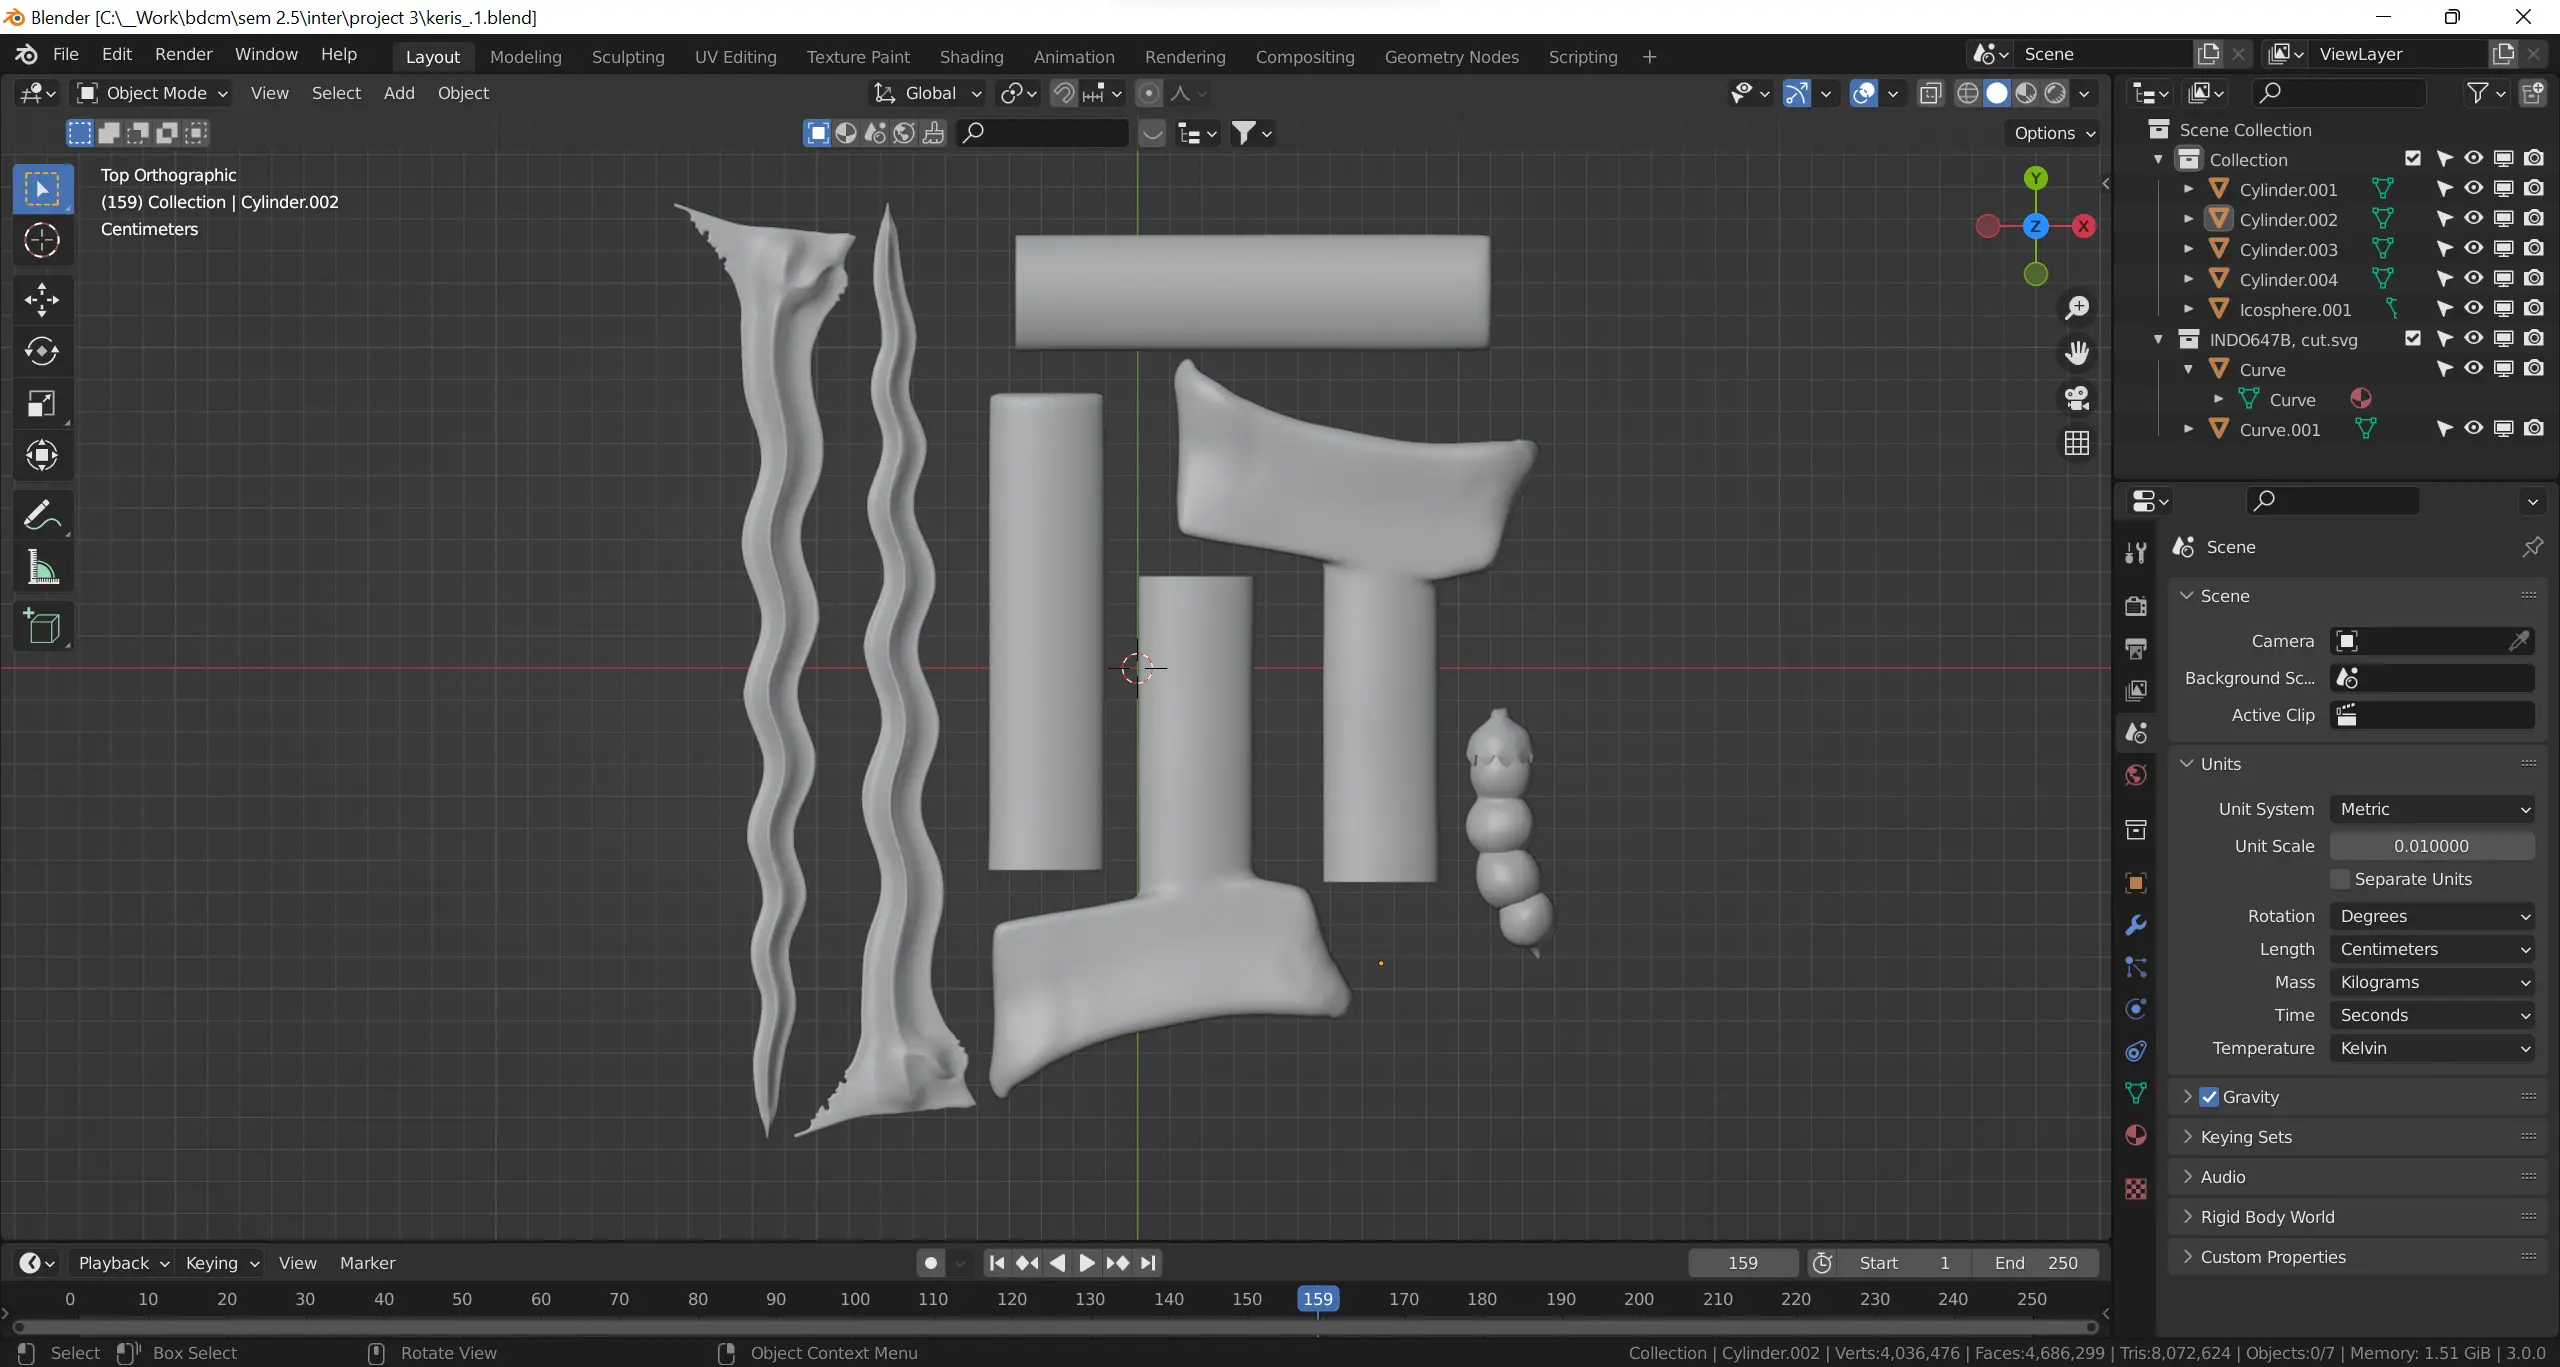 Blender [C:\__Work\bdcm\sem 2.5\inter\project 3\keris_.1.blend]
File Edit Render Window Help Layout Modeling Sculpting UV Editing Texture Paint Shading Animation Rendering Compositing Geometry Nodes Scripting + Scene ViewLayer
Object Mode View Select Add Object Global
Options
Top Orthographic
(159) Collection | Cylinder.002
Centimeters
Y
Z
X
Scene Collection
Collection
Cylinder.001
Cylinder.002
Cylinder.003
Cylinder.004
Icosphere.001
INDO647B, cut.svg
Curve
Curve
Curve.001
Scene
Scene
Camera
Background Sc...
Active Clip
Units
Unit System Metric
Unit Scale 0.010000
Separate Units
Rotation Degrees
Length Centimeters
Mass Kilograms
Time Seconds
Temperature Kelvin
Gravity
Keying Sets
Audio
Rigid Body World
Custom Properties
Playback Keying View Marker 159 Start 1 End 250
0 10 20 30 40 50 60 70 80 90 100 110 120 130 140 150 159 170 180 190 200 210 220 230 240 250
Select Box Select Rotate View Object Context Menu Collection | Cylinder.002 | Verts:4,036,476 | Faces:4,686,299 | Tris:8,072,624 | Objects:0/7 | Memory: 1.51 GiB | 3.0.0